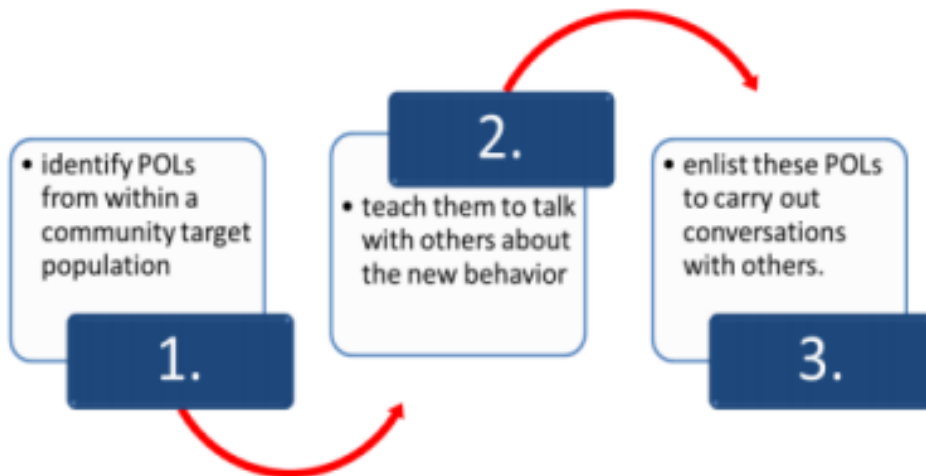 • identify POLs
from within a
community target
population
1.
2.
• teach them to talk
with others about
the new behavior
• enlist these POLs
to carry out
conversations
with others.
3.